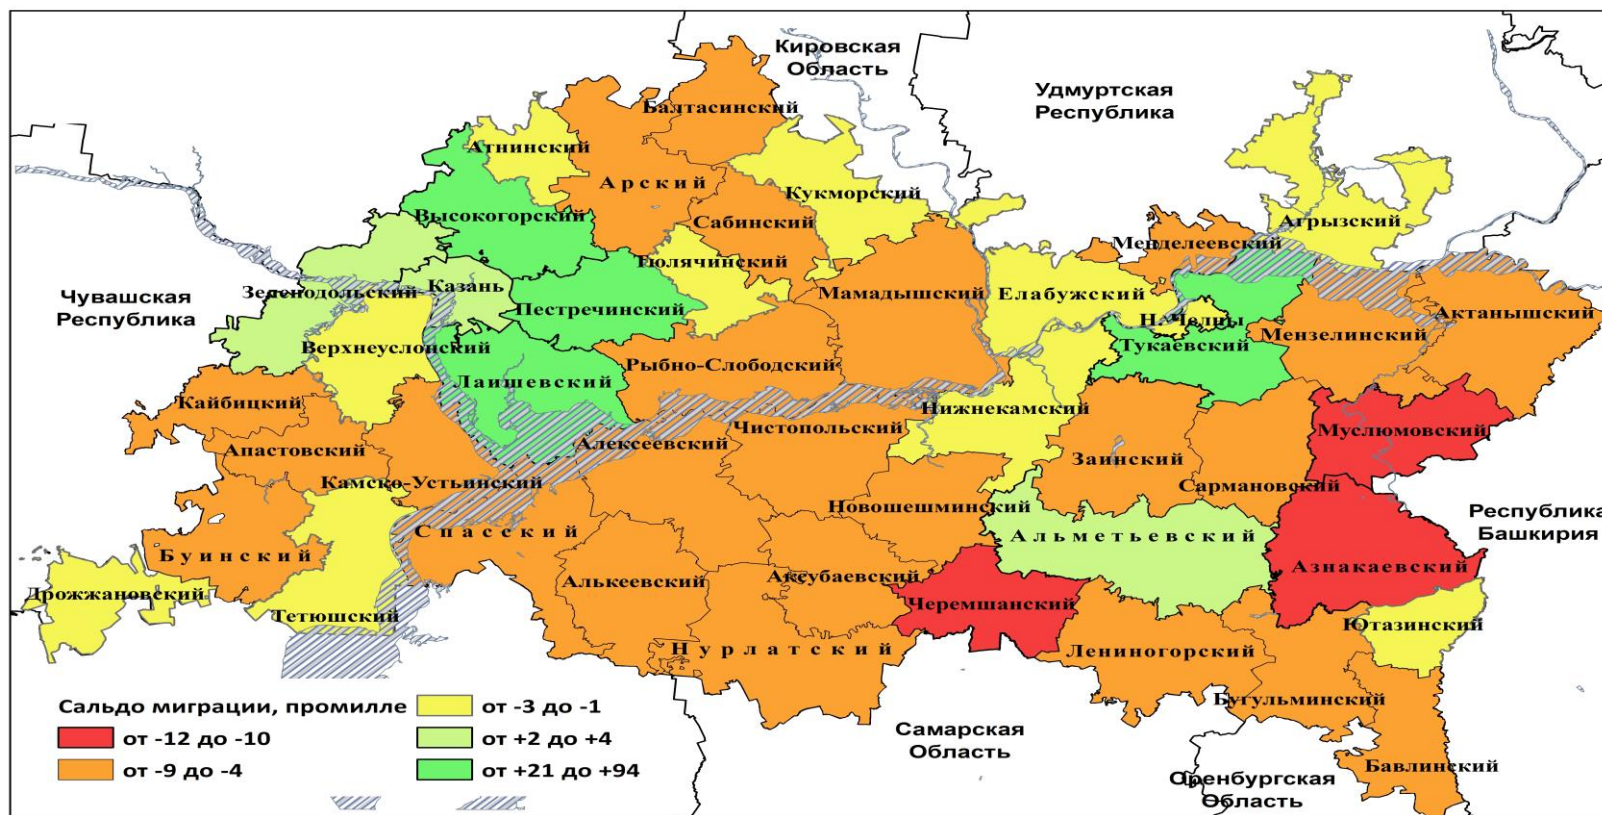 Кировская
Область
Удмуртская
Республика
Балтасинский
Атнинский
Арский
Кукморский
Высокогорский
Сабинский
Агрызский
Менделеевский
Тюлячинский
Чувашская
Республика
Зеленодольский
Казань
Мамадышский
Елабужский
Пестречинский
Н. Челны
Актанышский
Мензелинский
Верхнеуслонский
Тукаевский
Рыбно-Слободский
Лаишевский
Кайбицкий
Нижнекамский
Чистопольский
Муслюмовский
Апастовский
Алексеевский
Заинский
Камско-Устьинский
Сармановский
Новошешминский
Республика
Башкирия
Спасский
Альметьевский
Буинский
Азнакаевский
Алькеевский
Аксубаевский
Дрожжановский
Черемшанский
Тетюшский
Ютазинский
Нурлатский
Лениногорский
Бугульминский
Самарская
Область
Бавлинский
Оренбургская
Область
Сальдо миграции, промилле
от -12 до -10
от -9 до -4
от -3 до -1
от +2 до +4
от +21 до +94